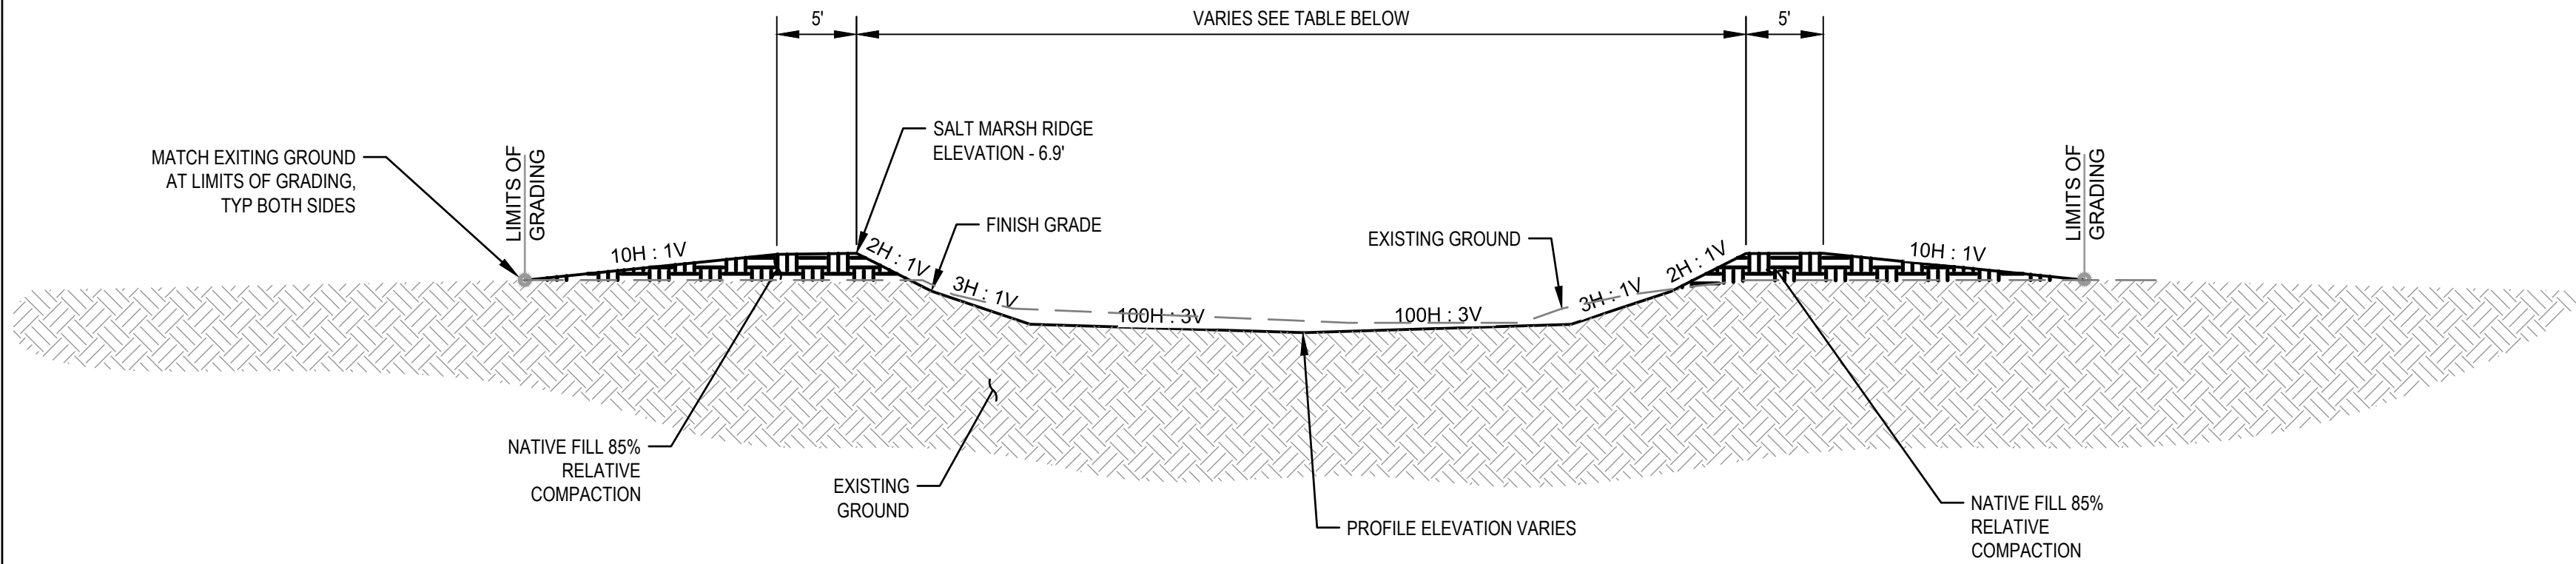 5'
VARIES SEE TABLE BELOW
5'
SALT MARSH RIDGE
ELEVATION - 6.9'
MATCH EXITING GROUND
AT LIMITS OF GRADING,
TYP BOTH SIDES
LIMITS OF
GRADING
LIMITS OF
GRADING
FINISH GRADE
EXISTING GROUND
10H : 1V
2H : 1V
3H : 1V
100H : 3V
100H : 3V
3H : 1V
2H : 1V
10H : 1V
NATIVE FILL 85%
RELATIVE
COMPACTION
EXISTING
GROUND
PROFILE ELEVATION VARIES
NATIVE FILL 85%
RELATIVE
COMPACTION